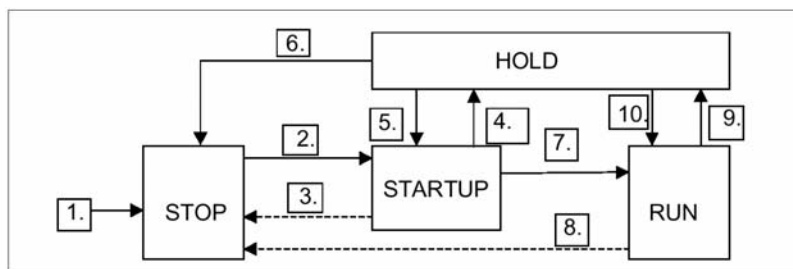 6.
HOLD
5.
4.
10.
9.
2.
7.
STARTUP
1.
STOP
3.
RUN
8.